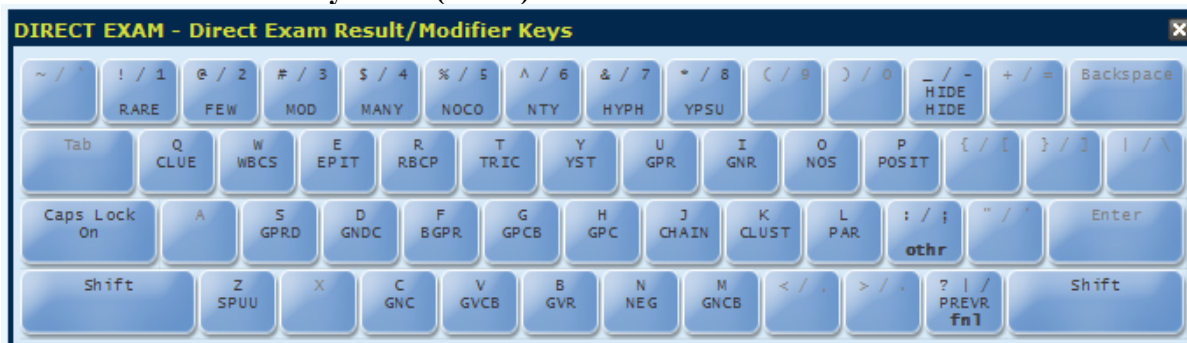 DIRECT EXAM - Direct Exam Result/Modifier Keys
~ / ` ! / 1 @ / 2 # / 3 $ / 4 % / 5 ^ / 6 & / 7 * / 8 ( / 9 ) / 0 _ / - + / = Backspace
HIDE
RARE FEW MOD MANY NOCO NTY HYPH YPSU HIDE
Tab Q W E R T Y U I O P { / [ } / ] | / \
CLUE WBCS EPIT RBCP TRIC YST GPR GNR NOS POSIT
Caps Lock A S D F G H J K L : / ; " / ' Enter
On GPRD GNDC BGPR GPCB GPC CHAIN CLUST PAR
othr
Shift Z X C V B N M < / , > / . ? | / Shift
SPUU GNC GVCB GVR NEG GNCB PREVR
fnl